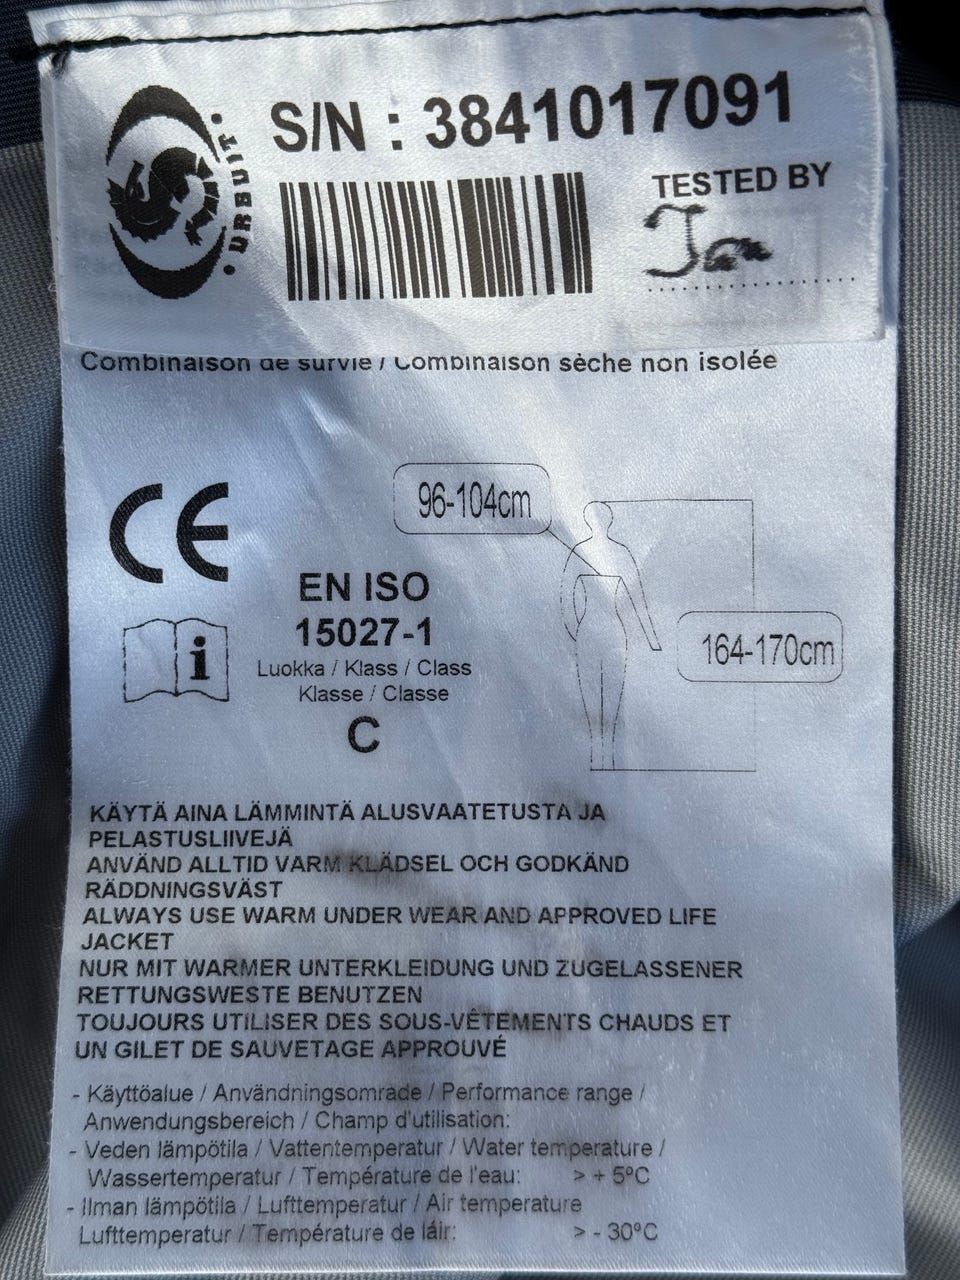 S/N : 3841017091
• URSUIT •
TESTED BY
Jan
Combinaison de survie / Combinaison sèche non isolée
CE
96-104cm
EN ISO
15027-1
164-170cm
i
Luokka / Klass / Class
Klasse / Classe
C
KÄYTÄ AINA LÄMMINTÄ ALUSVAATETUSTA JA
PELASTUSLIIVEJÄ
ANVÄND ALLTID VARM KLÄDSEL OCH GODKÄND
RÄDDNINGSVÄST
ALWAYS USE WARM UNDER WEAR AND APPROVED LIFE
JACKET
NUR MIT WARMER UNTERKLEIDUNG UND ZUGELASSENER
RETTUNGSWESTE BENUTZEN
TOUJOURS UTILISER DES SOUS-VÊTEMENTS CHAUDS ET
UN GILET DE SAUVETAGE APPROUVÉ
- Käyttöalue / Användningsområde / Performance range /
Anwendungsbereich / Champ d'utilisation:
- Veden lämpötila / Vattentemperatur / Water temperature /
Wassertemperatur / Température de l'eau: > + 5°C
- Ilman lämpötila / Lufttemperatur / Air temperature
Lufttemperatur / Température de láir: > - 30°C